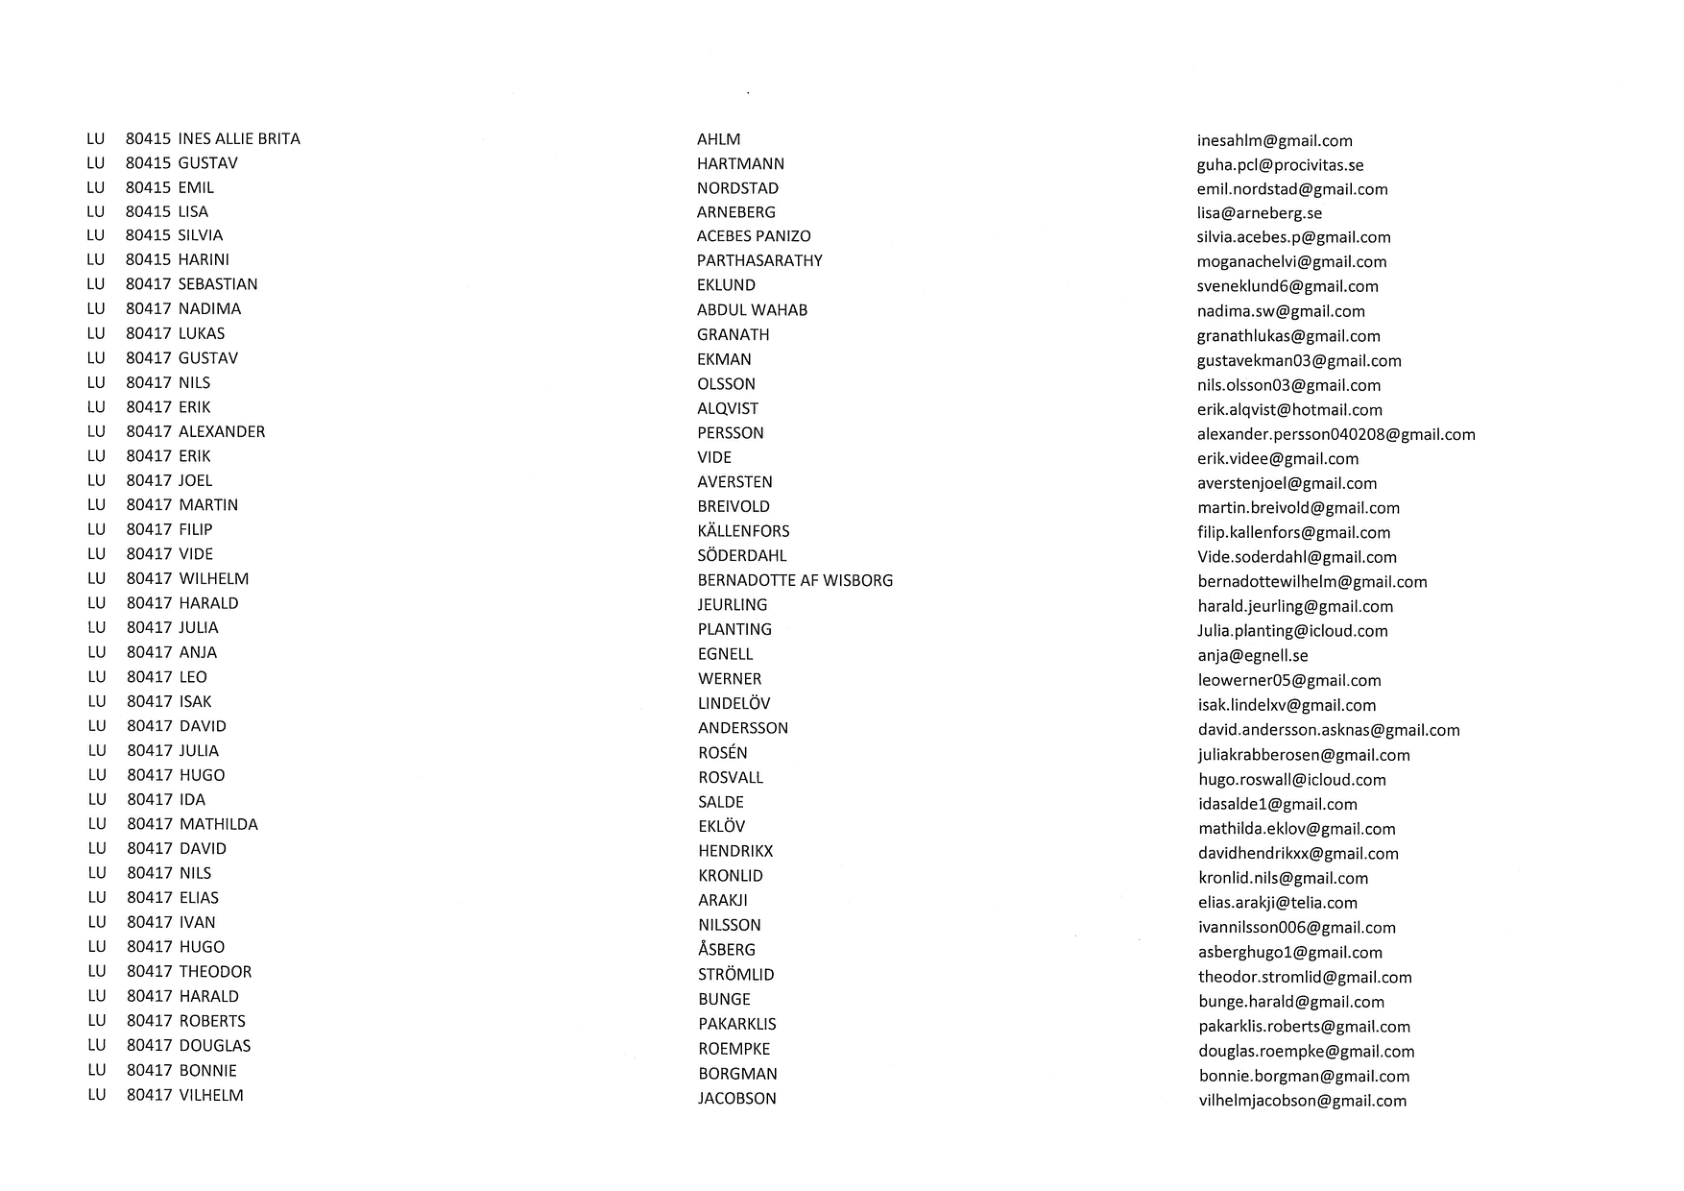 LU 80415 INES ALLIE BRITA AHLM inesahlm@gmail.com
LU 80415 GUSTAV HARTMANN guha.pcl@procivitas.se
LU 80415 EMIL NORDSTAD emil.nordstad@gmail.com
LU 80415 LISA ARNEBERG lisa@arneberg.se
LU 80415 SILVIA ACEBES PANIZO silvia.acebes.p@gmail.com
LU 80415 HARINI PARTHASARATHY moganachelvi@gmail.com
LU 80417 SEBASTIAN EKLUND sveneklund6@gmail.com
LU 80417 NADIMA ABDUL WAHAB nadima.sw@gmail.com
LU 80417 LUKAS GRANATH granathlukas@gmail.com
LU 80417 GUSTAV EKMAN gustavekman03@gmail.com
LU 80417 NILS OLSSON nils.olsson03@gmail.com
LU 80417 ERIK ALQVIST erik.alqvist@hotmail.com
LU 80417 ALEXANDER PERSSON alexander.persson040208@gmail.com
LU 80417 ERIK VIDE erik.videe@gmail.com
LU 80417 JOEL AVERSTEN averstenjoel@gmail.com
LU 80417 MARTIN BREIVOLD martin.breivold@gmail.com
LU 80417 FILIP KÄLLENFORS filip.kallenfors@gmail.com
LU 80417 VIDE SÖDERDAHL Vide.soderdahl@gmail.com
LU 80417 WILHELM BERNADOTTE AF WISBORG bernadottewilhelm@gmail.com
LU 80417 HARALD JEURLING harald.jeurling@gmail.com
LU 80417 JULIA PLANTING Julia.planting@icloud.com
LU 80417 ANJA EGNELL anja@egnell.se
LU 80417 LEO WERNER leowerner05@gmail.com
LU 80417 ISAK LINDELÖV isak.lindelxv@gmail.com
LU 80417 DAVID ANDERSSON david.andersson.asknas@gmail.com
LU 80417 JULIA ROSÉN juliakrabberosen@gmail.com
LU 80417 HUGO ROSVALL hugo.roswall@icloud.com
LU 80417 IDA SALDE idasalde1@gmail.com
LU 80417 MATHILDA EKLÖV mathilda.eklov@gmail.com
LU 80417 DAVID HENDRIKX davidhendrikxx@gmail.com
LU 80417 NILS KRONLID kronlid.nils@gmail.com
LU 80417 ELIAS ARAKJI elias.arakji@telia.com
LU 80417 IVAN NILSSON ivannilsson006@gmail.com
LU 80417 HUGO ÅSBERG asberghugo1@gmail.com
LU 80417 THEODOR STRÖMLID theodor.stromlid@gmail.com
LU 80417 HARALD BUNGE bunge.harald@gmail.com
LU 80417 ROBERTS PAKARKLIS pakarklis.roberts@gmail.com
LU 80417 DOUGLAS ROEMPKE douglas.roempke@gmail.com
LU 80417 BONNIE BORGMAN bonnie.borgman@gmail.com
LU 80417 VILHELM JACOBSON vilhelmjacobson@gmail.com